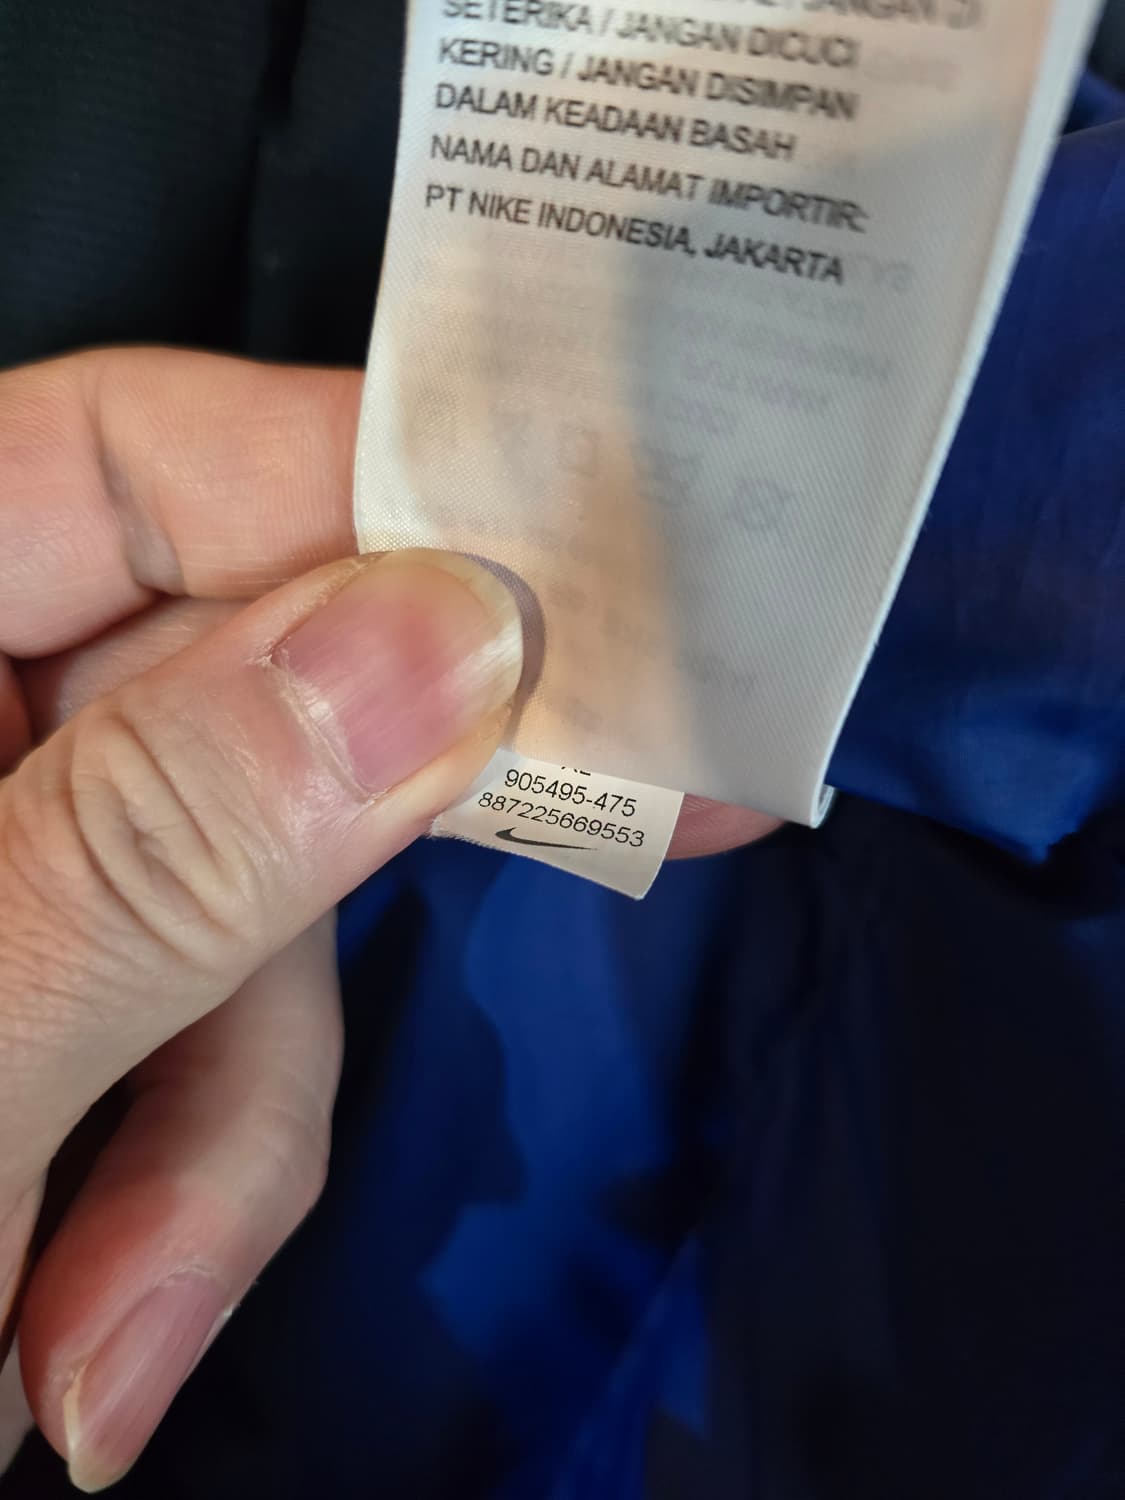 SETERIKA / JANGAN DICUCI
KERING / JANGAN DISIMPAN
DALAM KEADAAN BASAH
NAMA DAN ALAMAT IMPORTIR:
PT NIKE INDONESIA, JAKARTA
905495-475
887225669553